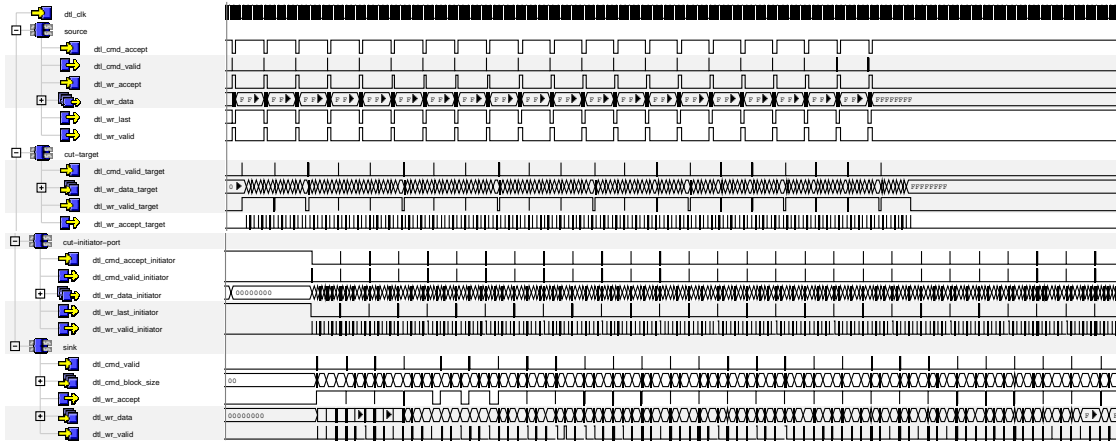 dtl_clk
source
dtl_cmd_accept
dtl_cmd_valid
dtl_wr_accept
dtl_wr_data F F F F F F F F F F F F F F F F F F F F F F F F F F F F F F F F F F F F F F F F FFFFFFFF
dtl_wr_last
dtl_wr_valid
cut-target
dtl_cmd_valid_target
dtl_wr_data_target 0 FFFFFFFF
dtl_wr_valid_target
dtl_wr_accept_target
cut-initiator-port
dtl_cmd_accept_initiator
dtl_cmd_valid_initiator
dtl_wr_data_initiator 00000000
dtl_wr_last_initiator
dtl_wr_valid_initiator
sink
dtl_cmd_valid
dtl_cmd_block_size 00
dtl_wr_accept
dtl_wr_data 00000000 F
dtl_wr_valid